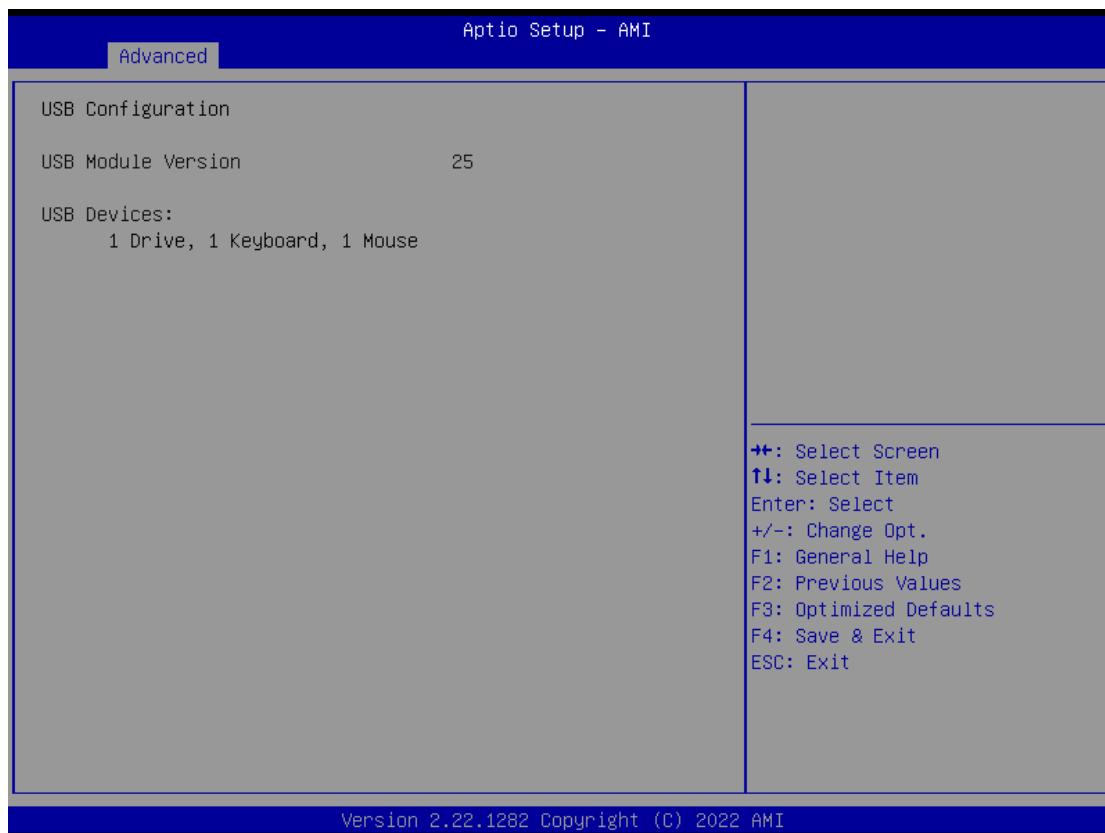 Aptio Setup – AMI
Advanced
USB Configuration
USB Module Version 25
USB Devices:
1 Drive, 1 Keyboard, 1 Mouse
→←: Select Screen
↑↓: Select Item
Enter: Select
+/-: Change Opt.
F1: General Help
F2: Previous Values
F3: Optimized Defaults
F4: Save & Exit
ESC: Exit
Version 2.22.1282 Copyright (C) 2022 AMI